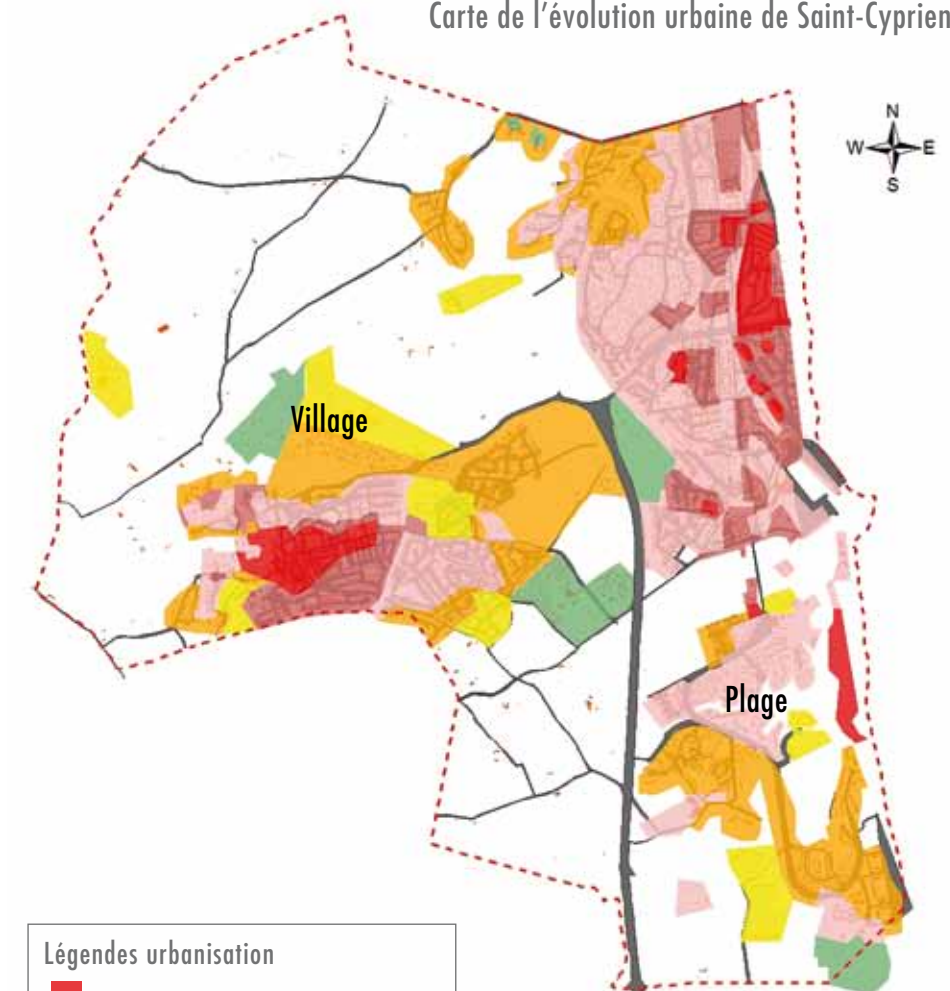 Carte de l'évolution urbaine de Saint-Cyprien
N
W E
S
Village
Plage
Légendes urbanisation